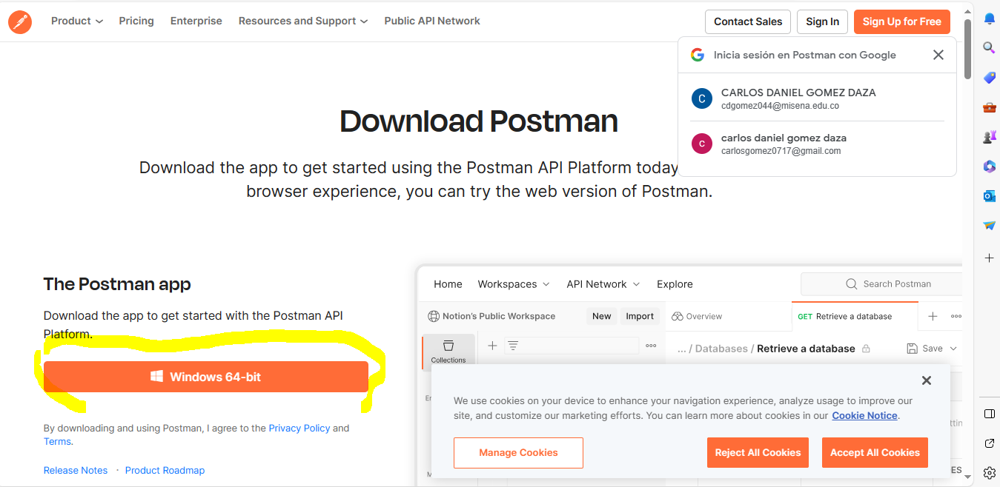 Product
Pricing
Enterprise
Resources and Support
Public API Network
Contact Sales
Sign In
Sign Up for Free
Inicia sesión en Postman con Google
C
CARLOS DANIEL GOMEZ DAZA
cdgomez044@misena.edu.co
c
carlos daniel gomez daza
carlosgomez0717@gmail.com
Download Postman
Download the app to get started using the Postman API Platform today
browser experience, you can try the web version of Postman.
The Postman app
Download the app to get started with the Postman API
Platform.
Windows 64-bit
By downloading and using Postman, I agree to the Privacy Policy and
Terms.
Release Notes · Product Roadmap
Home
Workspaces
API Network
Explore
Search Postman
Notion's Public Workspace
New
Import
Overview
GET Retrieve a database
Collections
... / Databases / Retrieve a database
Save
We use cookies on your device to enhance your navigation experience, analyze usage to improve our
site, and customize our marketing efforts. You can learn more about cookies in our Cookie Notice.
Manage Cookies
Reject All Cookies
Accept All Cookies